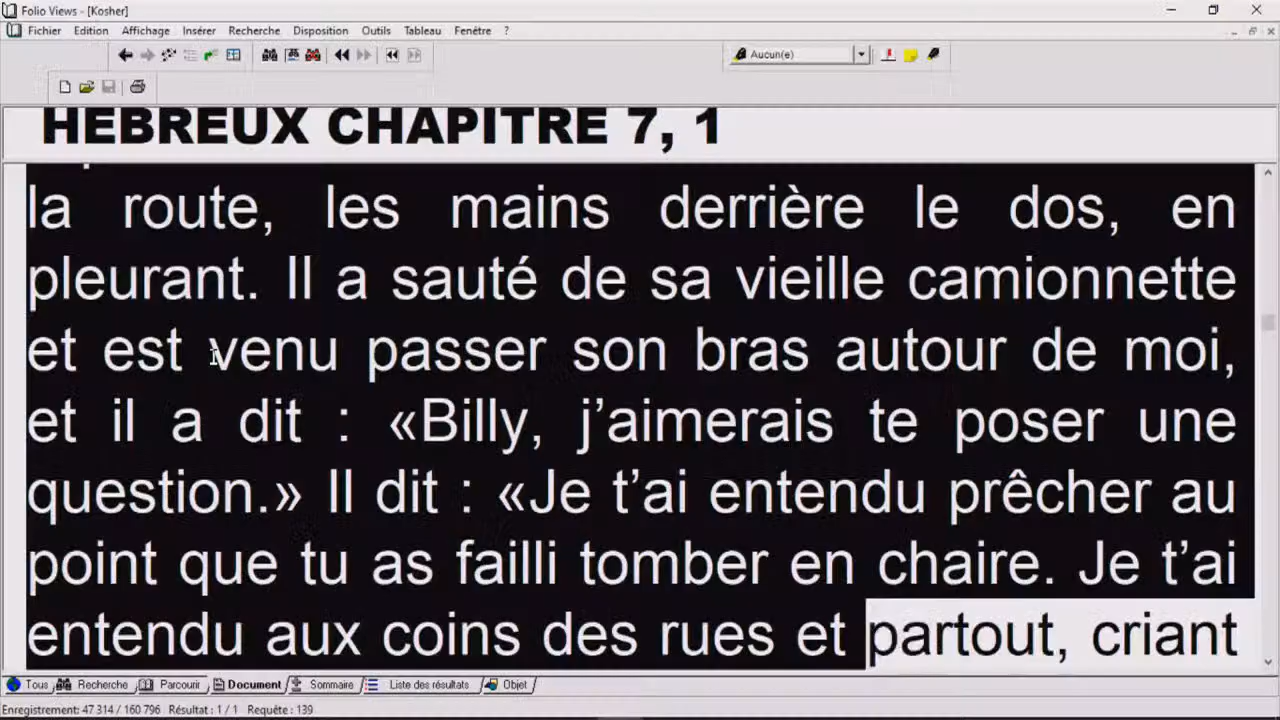 Folio Views - [Kosher]
Fichier Edition Affichage Insérer Recherche Disposition Outils Tableau Fenêtre ?
Aucun(e)
HEBREUX CHAPITRE 7, 1
la route, les mains derrière le dos, en
pleurant. Il a sauté de sa vieille camionnette
et est venu passer son bras autour de moi,
et il a dit : «Billy, j’aimerais te poser une
question.» Il dit : «Je t’ai entendu prêcher au
point que tu as failli tomber en chaire. Je t’ai
entendu aux coins des rues et partout, criant
Tous Recherche Parcourir Document Sommaire Liste des résultats Objet
Enregistrement: 47 314 / 160 796 Résultat : 1 / 1 Requête : 139